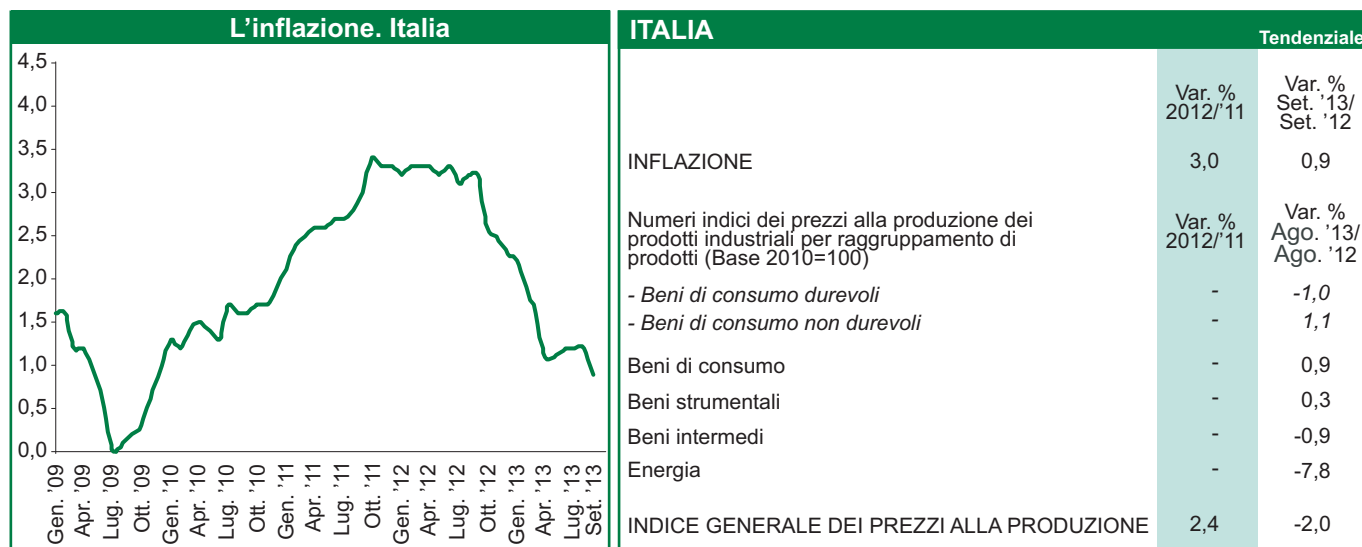 L'inflazione. Italia
4,5
4,0
3,5
3,0
2,5
2,0
1,5
1,0
0,5
0,0
Gen. '09
Apr. '09
Lug. '09
Ott. '09
Gen. '10
Apr. '10
Lug. '10
Ott. '10
Gen. '11
Apr. '11
Lug. '11
Ott. '11
Gen. '12
Apr. '12
Lug. '12
Ott. '12
Gen. '13
Apr. '13
Lug. '13
Set. '13
ITALIA
Tendenziale
Var. %
2012/'11
Var. %
Set. '13/
Set. '12
INFLAZIONE 3,0 0,9
Numeri indici dei prezzi alla produzione dei
prodotti industriali per raggruppamento di
prodotti (Base 2010=100)
Var. %
2012/'11
Var. %
Ago. '13/
Ago. '12
- Beni di consumo durevoli - -1,0
- Beni di consumo non durevoli - 1,1
Beni di consumo - 0,9
Beni strumentali - 0,3
Beni intermedi - -0,9
Energia - -7,8
INDICE GENERALE DEI PREZZI ALLA PRODUZIONE 2,4 -2,0